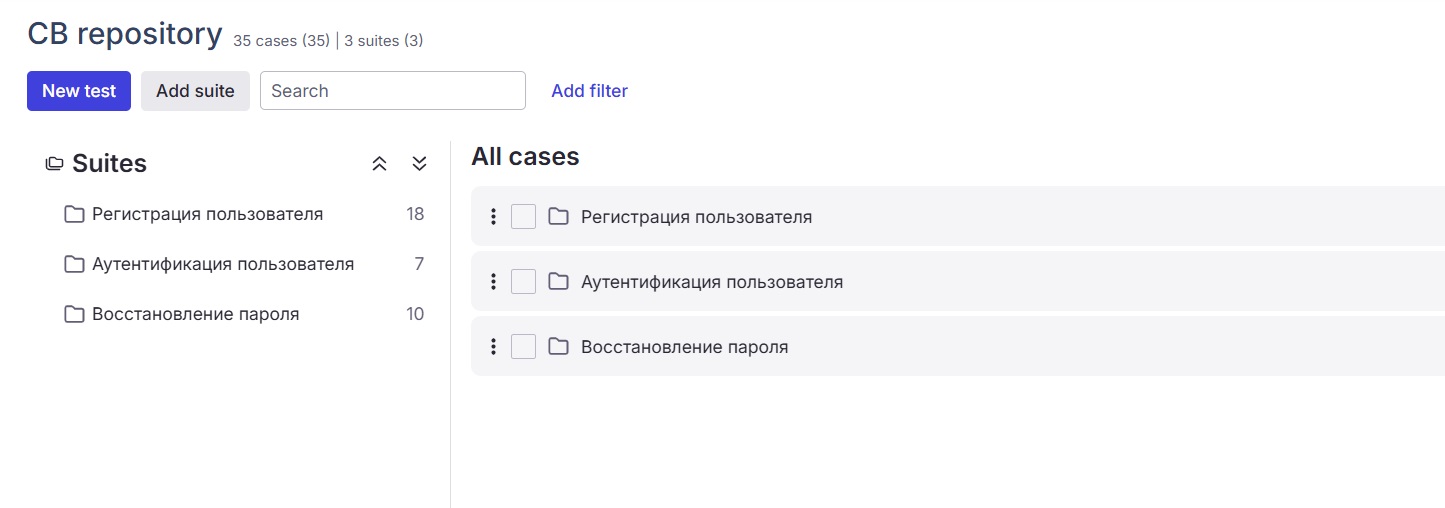 CB repository 35 cases (35) | 3 suites (3)
New test Add suite Search Add filter
Suites
Регистрация пользователя 18
Аутентификация пользователя 7
Восстановление пароля 10
All cases
Регистрация пользователя
Аутентификация пользователя
Восстановление пароля